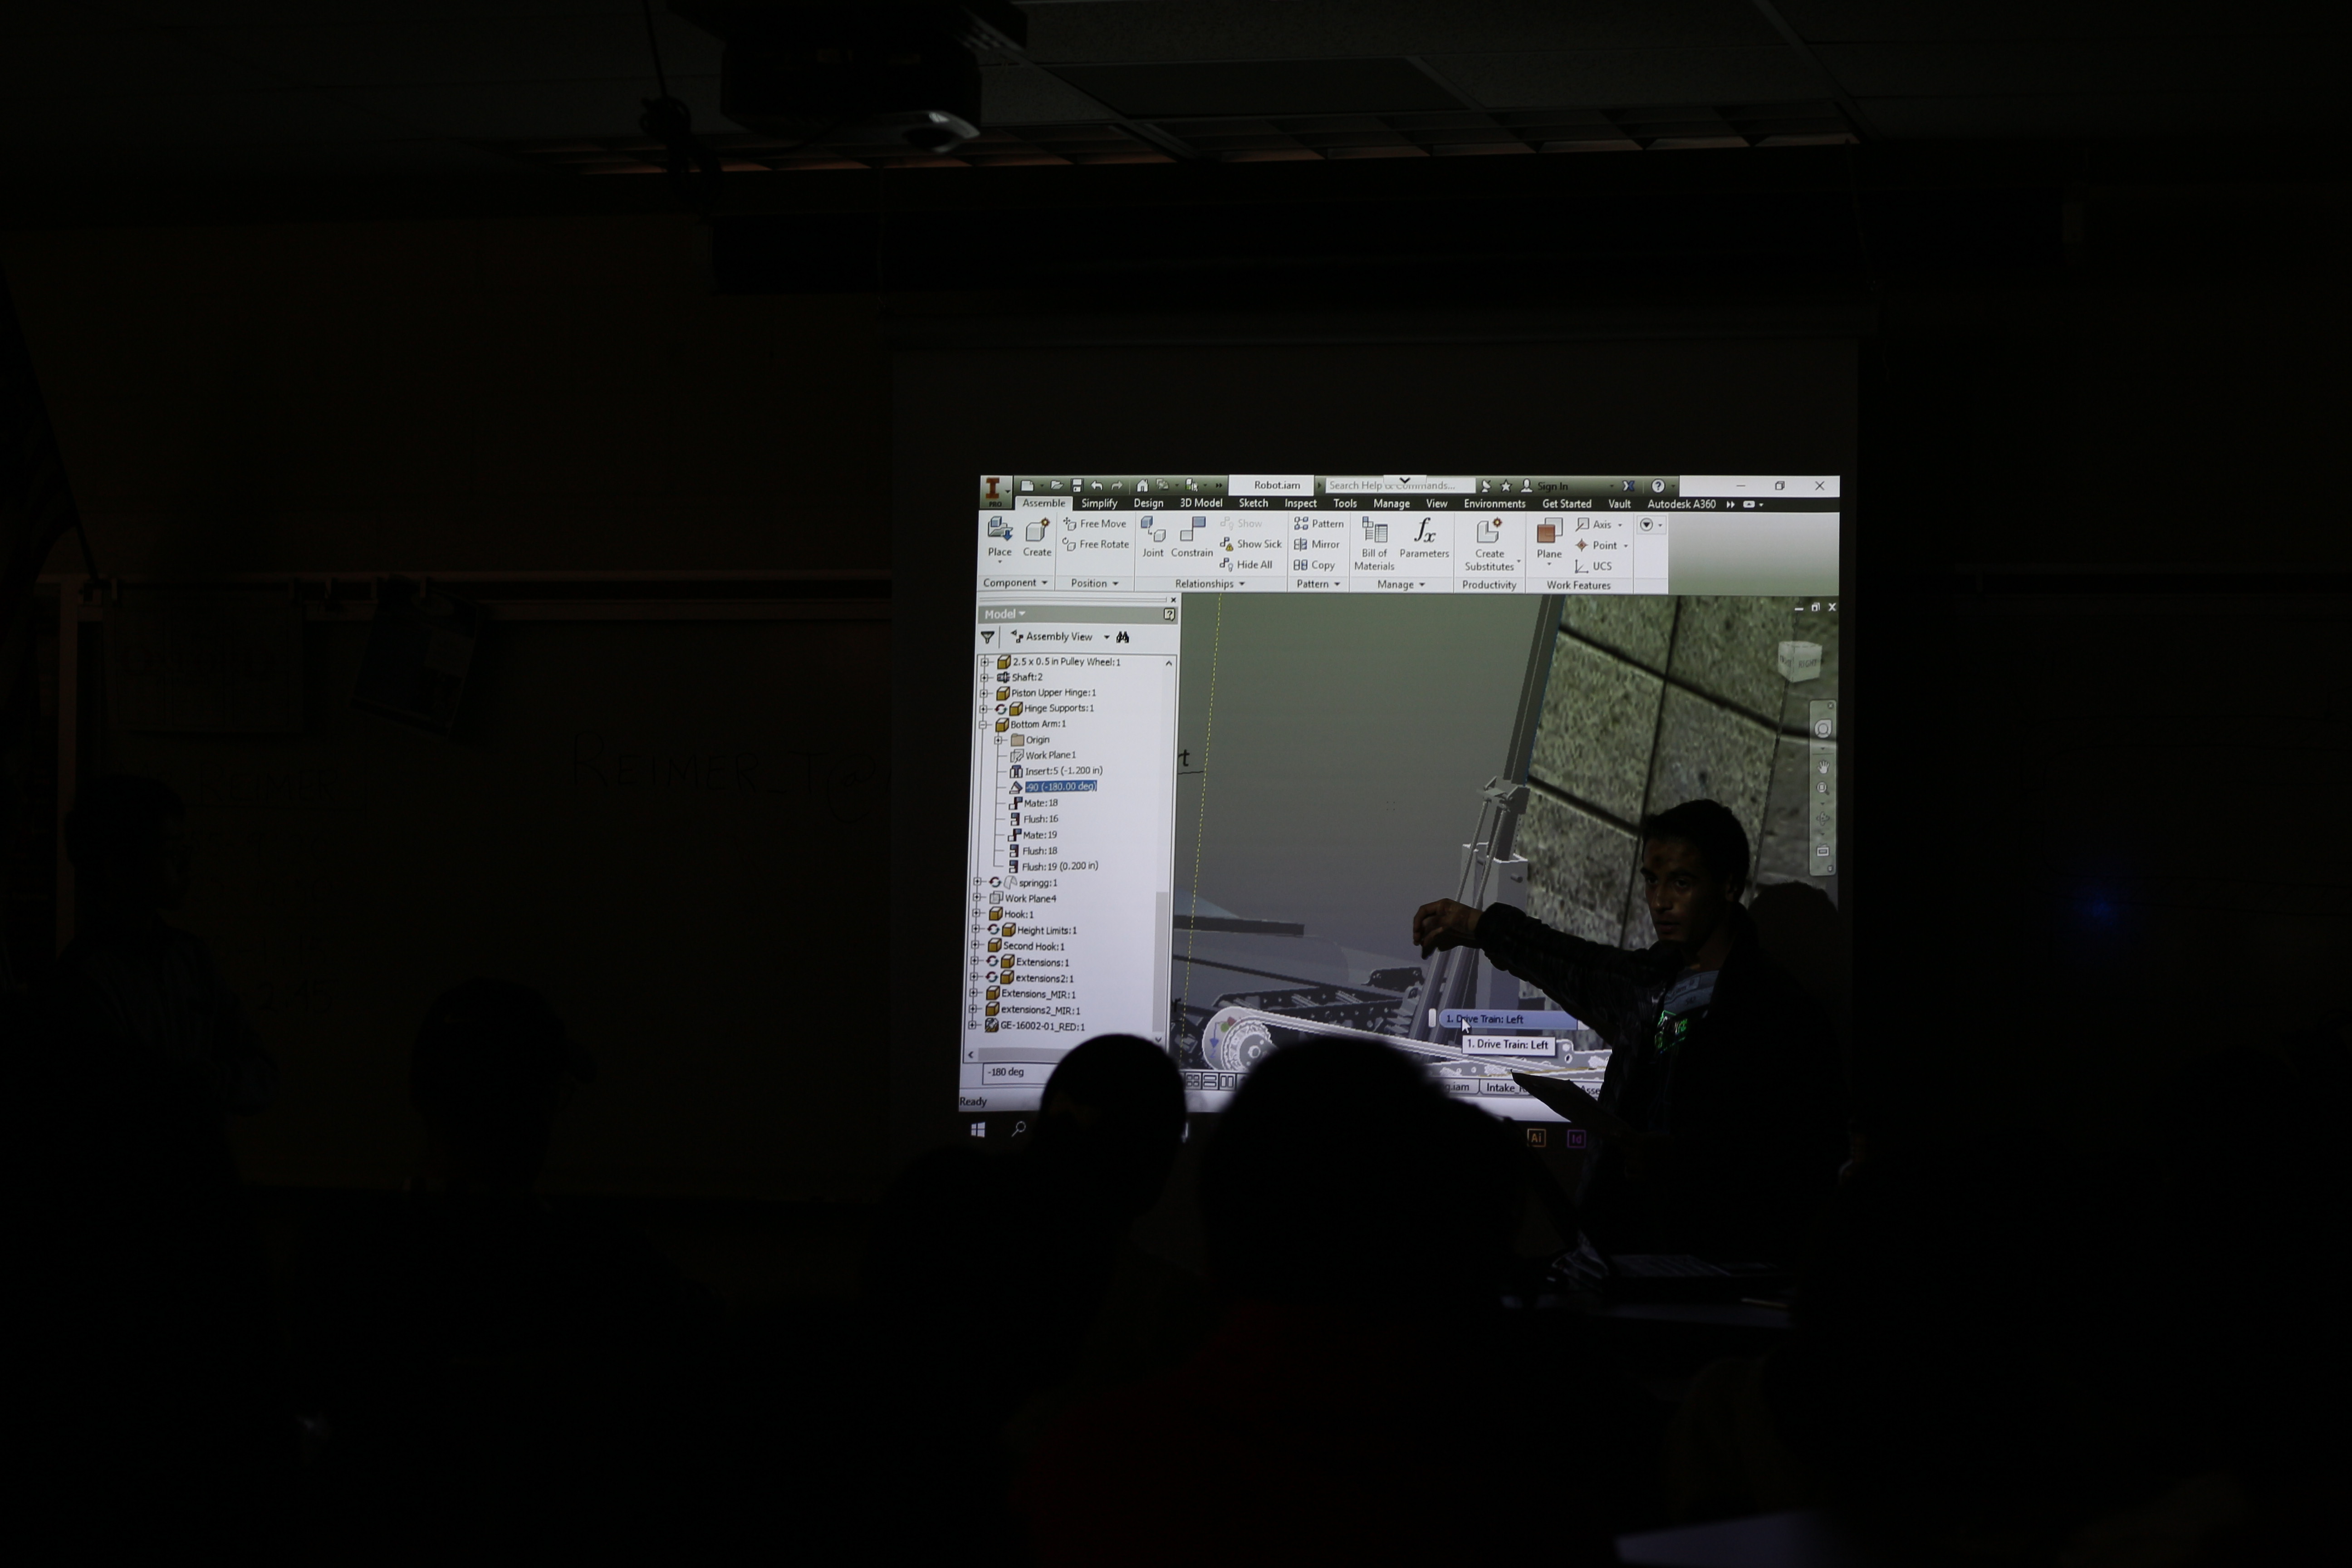 PRO
Robot.iam
Search Help & Commands...
Sign In
Assemble Simplify Design 3D Model Sketch Inspect Tools Manage View Environments Get Started Vault Autodesk A360
Place
Create
Free Move
Free Rotate
Joint
Constrain
Show
Show Sick
Hide All
Pattern
Mirror
Copy
Bill of
Materials
Parameters
Create
Substitutes
Plane
Axis
Point
UCS
Component Position Relationships Pattern Manage Productivity Work Features
Model
Assembly View
2.5 x 0.5 in Pulley Wheel:1
Shaft:2
Piston Upper Hinge:1
Hinge Supports:1
Bottom Arm:1
Origin
Work Plane1
Insert:5 (-1.200 in)
-90 (-180.00 deg)
Mate:18
Flush:16
Mate:19
Flush:18
Flush:19 (0.200 in)
springg:1
Work Plane4
Hook:1
Height Limits:1
Second Hook:1
Extensions:1
extensions2:1
Extensions_MIR:1
extensions2_MIR:1
GE-16002-01_RED:1
-180 deg
Ready
RIGHT
t
1. Drive Train: Left
1. Drive Train: Left
g.iam
Intake
Asse
Ai
Id
REIMER
REIMER_J@